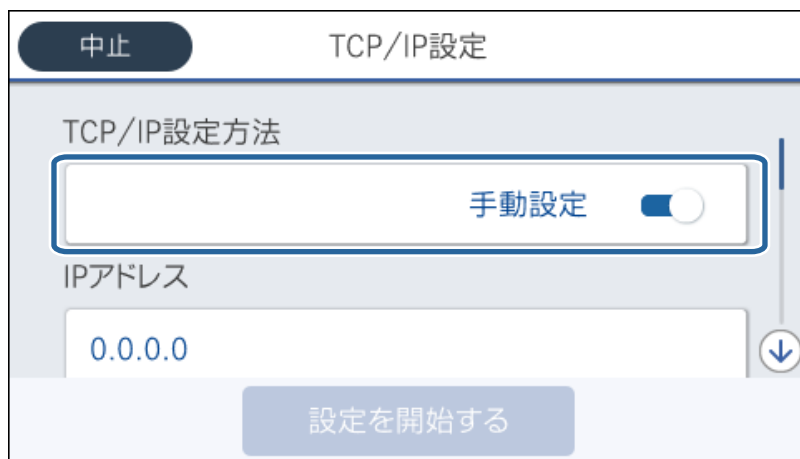 中止
TCP/IP設定
TCP/IP設定方法
手動設定
IPアドレス
0.0.0.0
設定を開始する